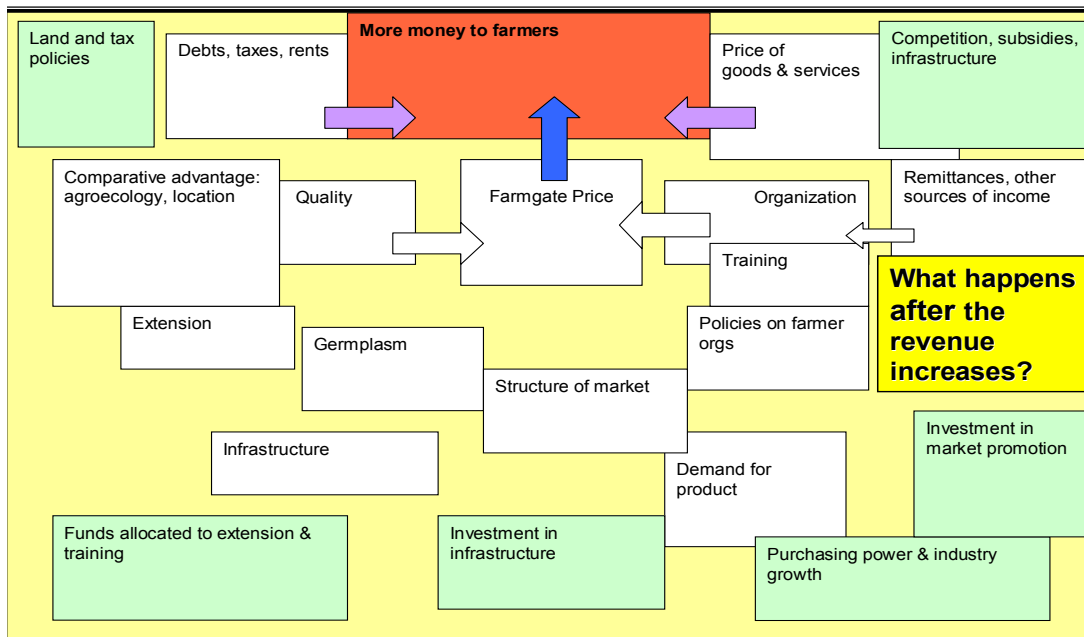 Land and tax
policies
Debts, taxes, rents
More money to farmers
Price of
goods & services
Competition, subsidies,
infrastructure
Comparative advantage:
agroecology, location
Quality
Farmgate Price
Organization
Remittances, other
sources of income
Training
What happens
after the
revenue
increases?
Extension
Germplasm
Policies on farmer
orgs
Structure of market
Infrastructure
Investment in
market promotion
Demand for
product
Funds allocated to extension &
training
Investment in
infrastructure
Purchasing power & industry
growth